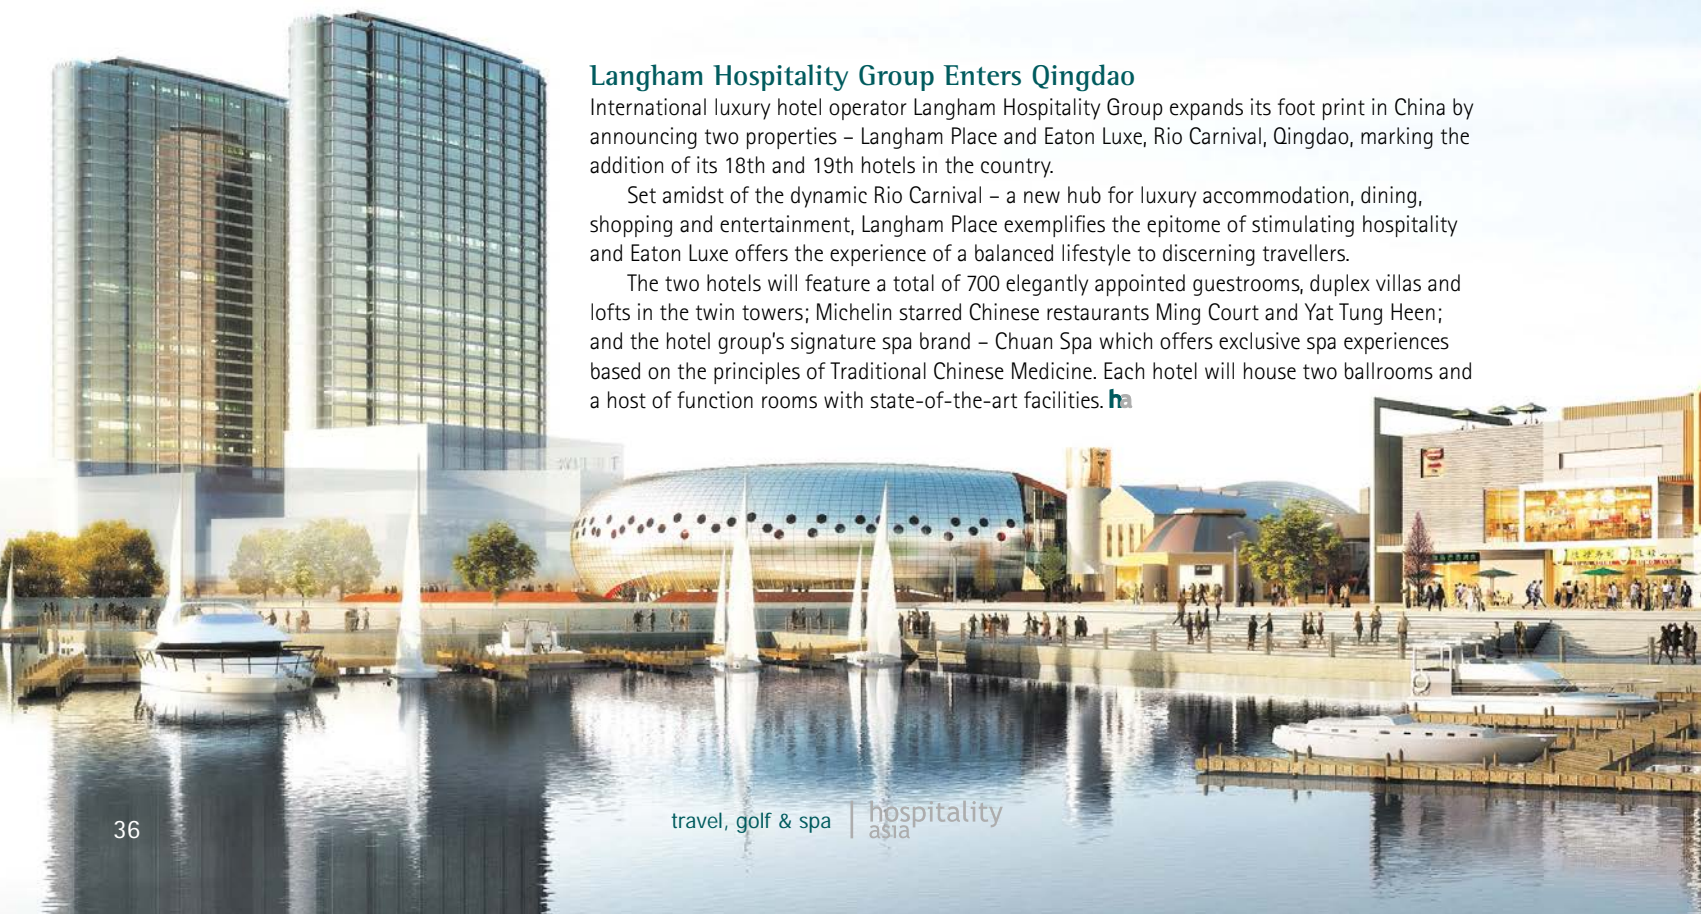 Langham Hospitality Group Enters Qingdao
International luxury hotel operator Langham Hospitality Group expands its foot print in China by
announcing two properties – Langham Place and Eaton Luxe, Rio Carnival, Qingdao, marking the
addition of its 18th and 19th hotels in the country.
Set amidst of the dynamic Rio Carnival – a new hub for luxury accommodation, dining,
shopping and entertainment, Langham Place exemplifies the epitome of stimulating hospitality
and Eaton Luxe offers the experience of a balanced lifestyle to discerning travellers.
The two hotels will feature a total of 700 elegantly appointed guestrooms, duplex villas and
lofts in the twin towers; Michelin starred Chinese restaurants Ming Court and Yat Tung Heen;
and the hotel group's signature spa brand – Chuan Spa which offers exclusive spa experiences
based on the principles of Traditional Chinese Medicine. Each hotel will house two ballrooms and
a host of function rooms with state-of-the-art facilities. ha
36
travel, golf & spa | hospitality
asia